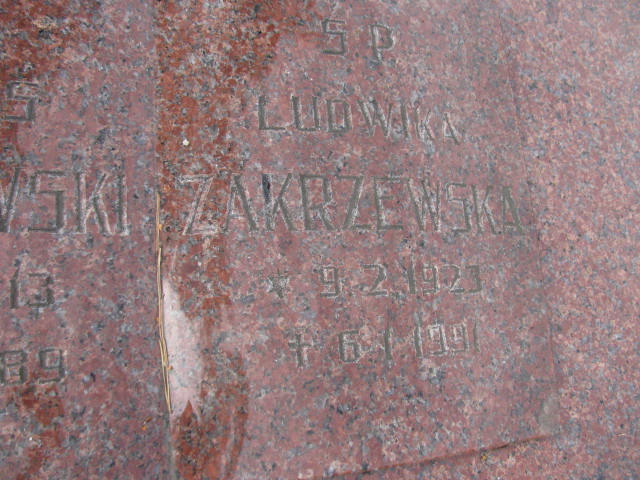 S P
LUDWIKA
ZAKRZEWSKA
* 9.2.1923
+ 6.1.1991
S
WSKI
13
89